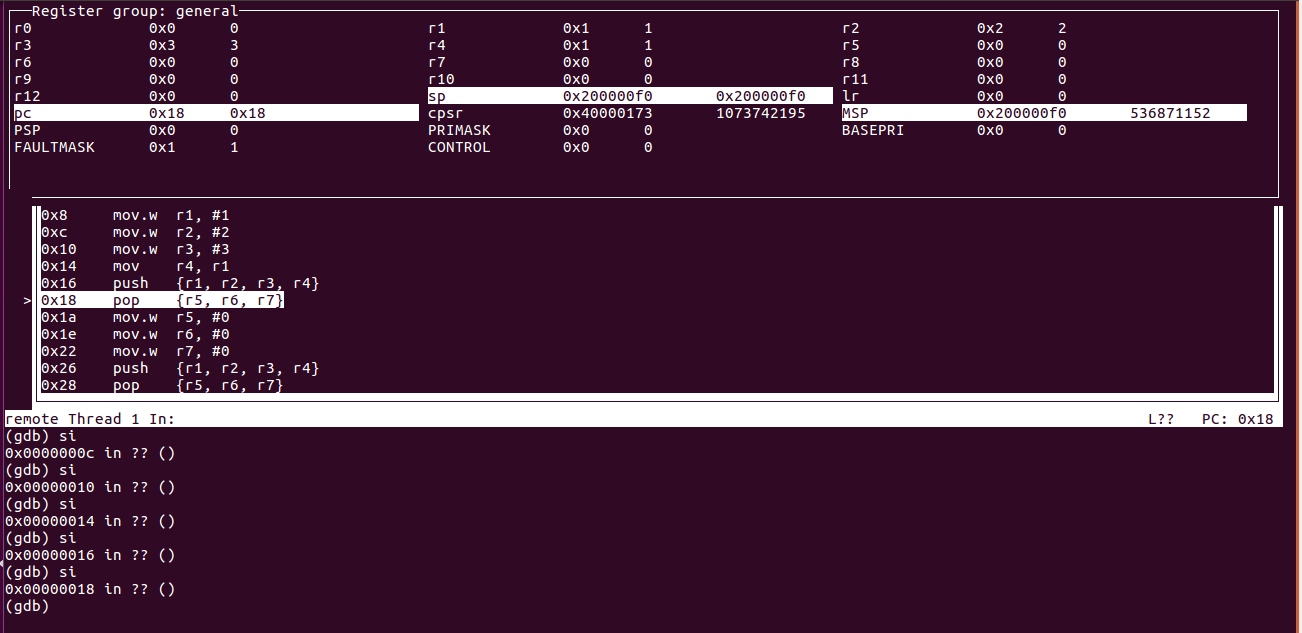 Register group: general
r0 0x0 0 r1 0x1 1 r2 0x2 2
r3 0x3 3 r4 0x1 1 r5 0x0 0
r6 0x0 0 r7 0x0 0 r8 0x0 0
r9 0x0 0 r10 0x0 0 r11 0x0 0
r12 0x0 0 sp 0x200000f0 0x200000f0 lr 0x0 0
pc 0x18 0x18 cpsr 0x40000173 1073742195 MSP 0x200000f0 536871152
PSP 0x0 0 PRIMASK 0x0 0 BASEPRI 0x0 0
FAULTMASK 0x1 1 CONTROL 0x0 0
0x8 mov.w r1, #1
0xc mov.w r2, #2
0x10 mov.w r3, #3
0x14 mov r4, r1
0x16 push {r1, r2, r3, r4}
> 0x18 pop {r5, r6, r7}
0x1a mov.w r5, #0
0x1e mov.w r6, #0
0x22 mov.w r7, #0
0x26 push {r1, r2, r3, r4}
0x28 pop {r5, r6, r7}
remote Thread 1 In: L?? PC: 0x18
(gdb) si
0x0000000c in ?? ()
(gdb) si
0x00000010 in ?? ()
(gdb) si
0x00000014 in ?? ()
(gdb) si
0x00000016 in ?? ()
(gdb) si
0x00000018 in ?? ()
(gdb)